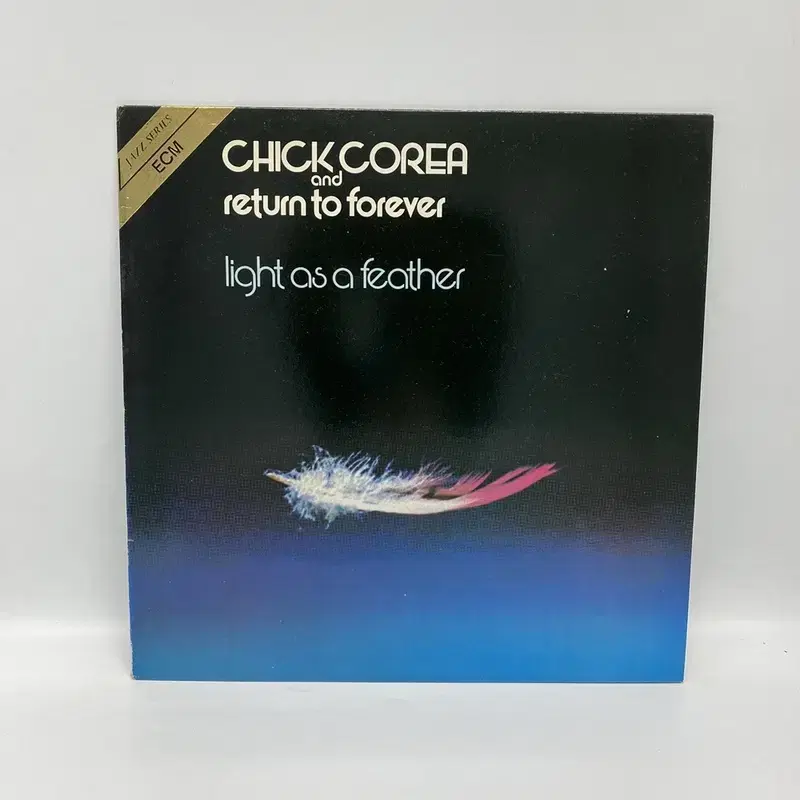 JAZZ SERIES
ECM
CHICK COREA
and
return to forever
light as a feather